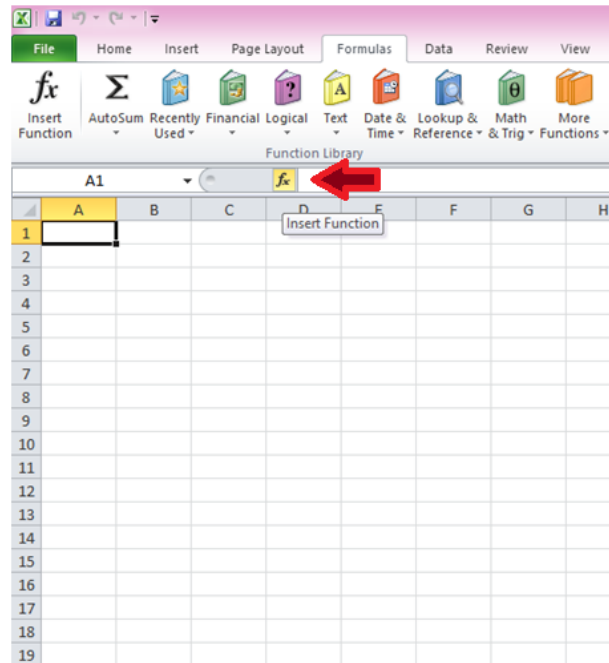 File Home Insert Page Layout Formulas Data Review View
fx Σ ? A θ
Insert AutoSum Recently Financial Logical Text Date & Lookup & Math More
Function Used Time Reference & Trig Functions
Function Library
A1 fx
A B C D E F G H
Insert Function
1
2
3
4
5
6
7
8
9
10
11
12
13
14
15
16
17
18
19